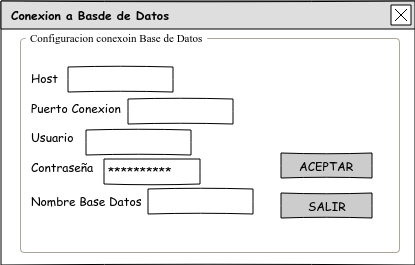 Conexion a Basde de Datos
Configuracion conexoin Base de Datos
Host
Puerto Conexion
Usuario
Contraseña **********
ACEPTAR
Nombre Base Datos
SALIR